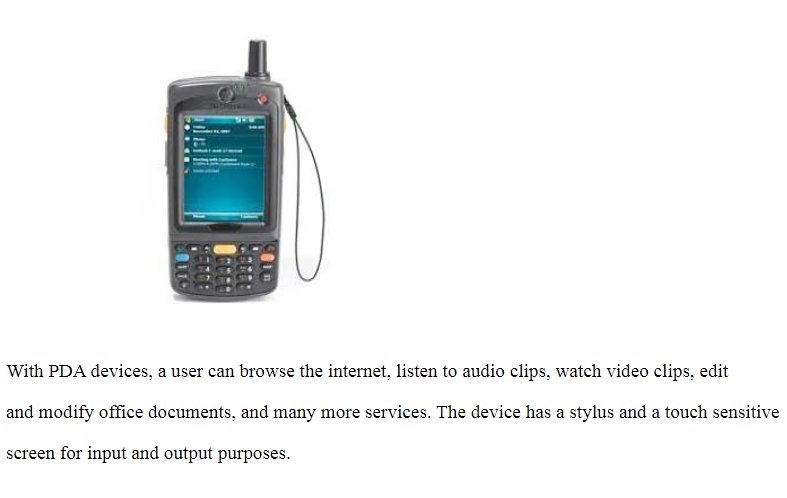 With PDA devices, a user can browse the internet, listen to audio clips, watch video clips, edit
and modify office documents, and many more services. The device has a stylus and a touch sensitive
screen for input and output purposes.